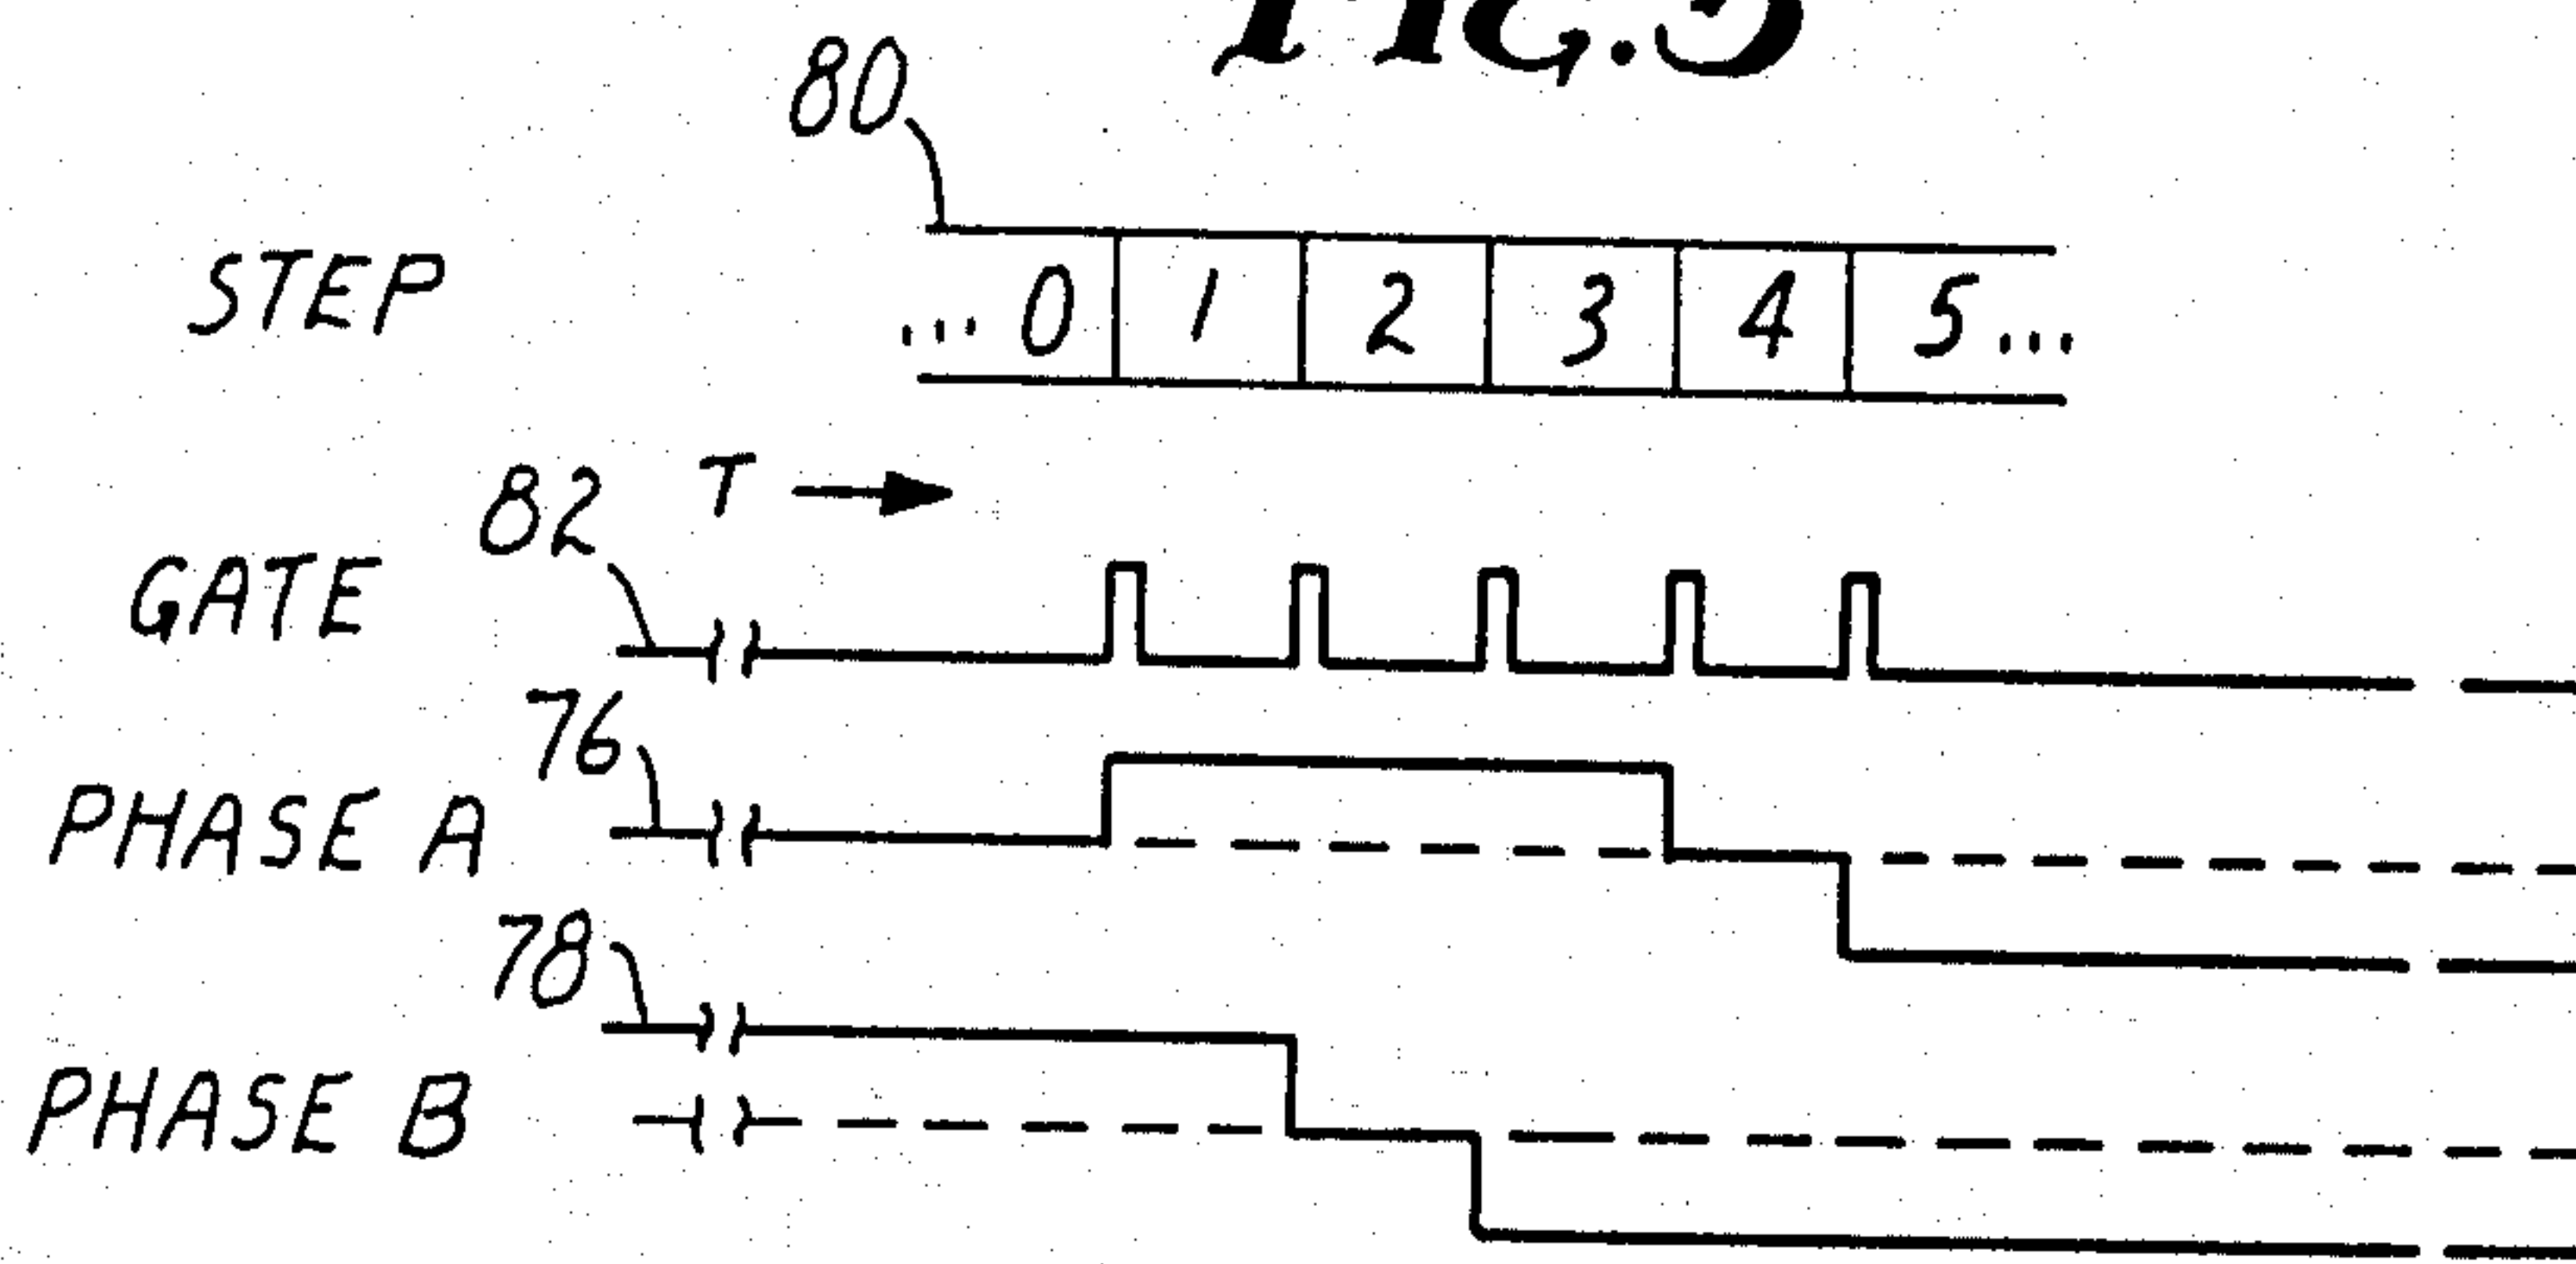 FIG.5
80
STEP ... 0 1 2 3 4 5 ...
82 T
GATE
76
PHASE A
78
PHASE B